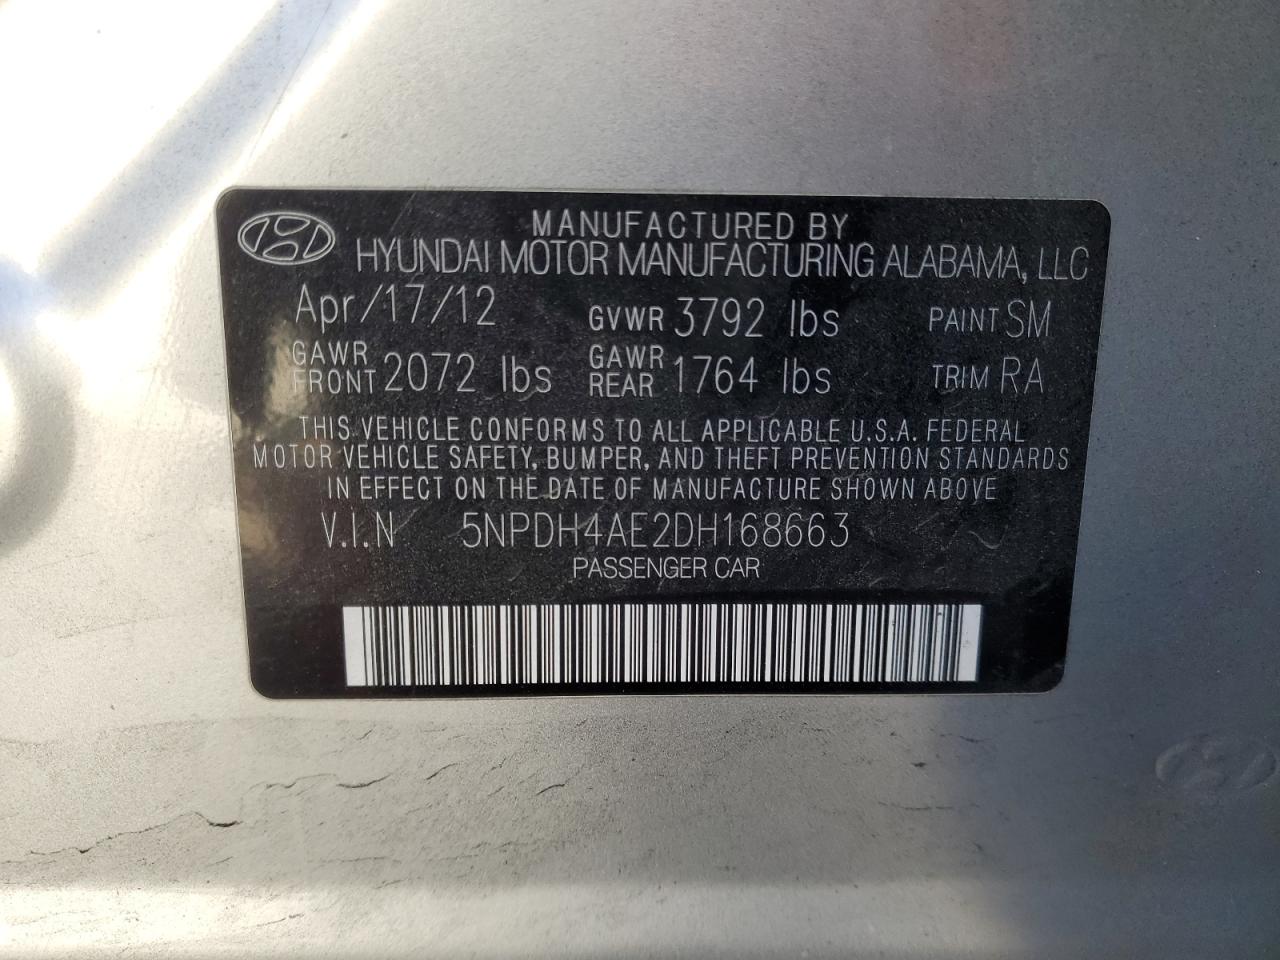 MANUFACTURED BY
HYUNDAI MOTOR MANUFACTURING ALABAMA, LLC
Apr/17/12 GVWR 3792 lbs PAINT SM
GAWR FRONT 2072 lbs GAWR REAR 1764 lbs TRIM RA
THIS VEHICLE CONFORMS TO ALL APPLICABLE U.S.A. FEDERAL
MOTOR VEHICLE SAFETY, BUMPER, AND THEFT PREVENTION STANDARDS
IN EFFECT ON THE DATE OF MANUFACTURE SHOWN ABOVE
V.I.N 5NPDH4AE2DH168663
PASSENGER CAR